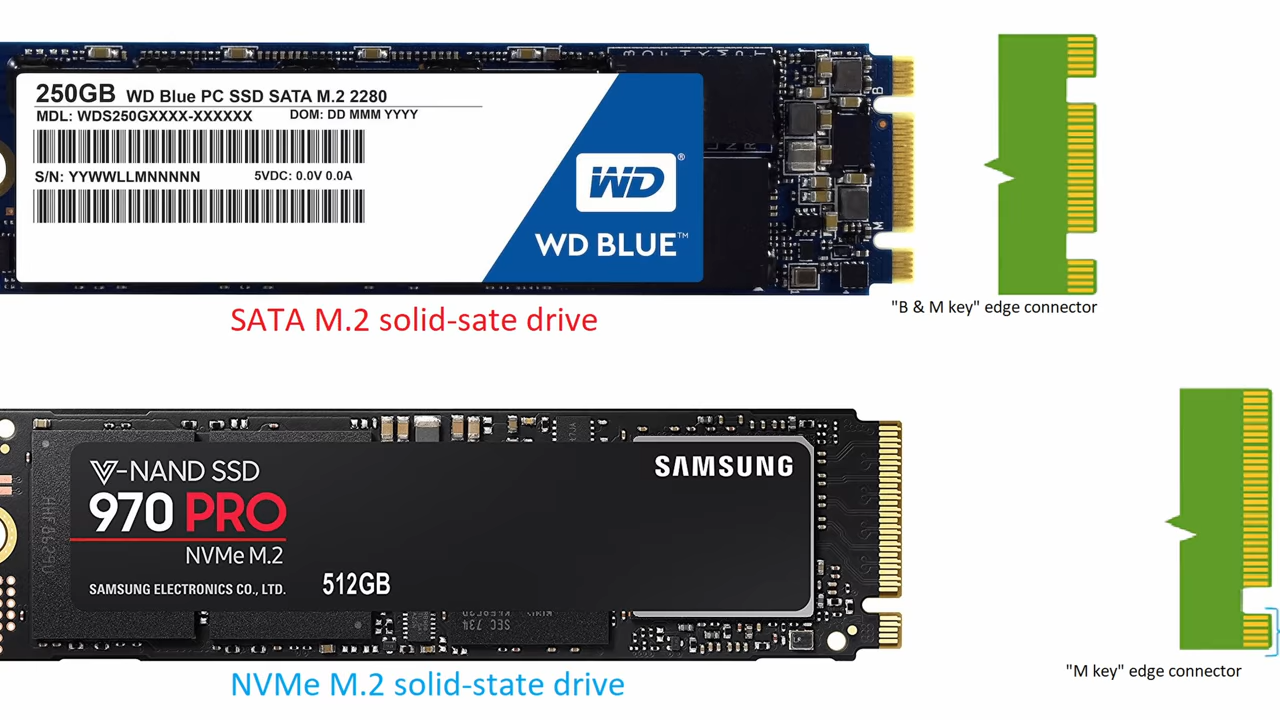 250GB WD Blue PC SSD SATA M.2 2280
MDL: WDS250GXXXX-XXXXXX DOM: DD MMM YYYY
S/N: YYWWLLMNNNNN 5VDC: 0.0V 0.0A
WD®
WD BLUE™
B
M
"B & M key" edge connector
SATA M.2 solid-sate drive
SAMSUNG
V-NAND SSD
970 PRO
NVMe M.2
SAMSUNG ELECTRONICS CO., LTD. 512GB
SEC 734
"M key" edge connector
NVMe M.2 solid-state drive